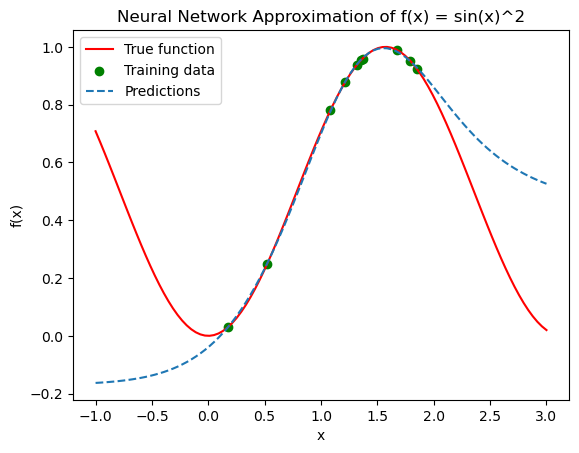 Neural Network Approximation of f(x) = sin(x)^2
True function
Training data
Predictions
f(x)
1.0
0.8
0.6
0.4
0.2
0.0
−0.2
−1.0 −0.5 0.0 0.5 1.0 1.5 2.0 2.5 3.0
x